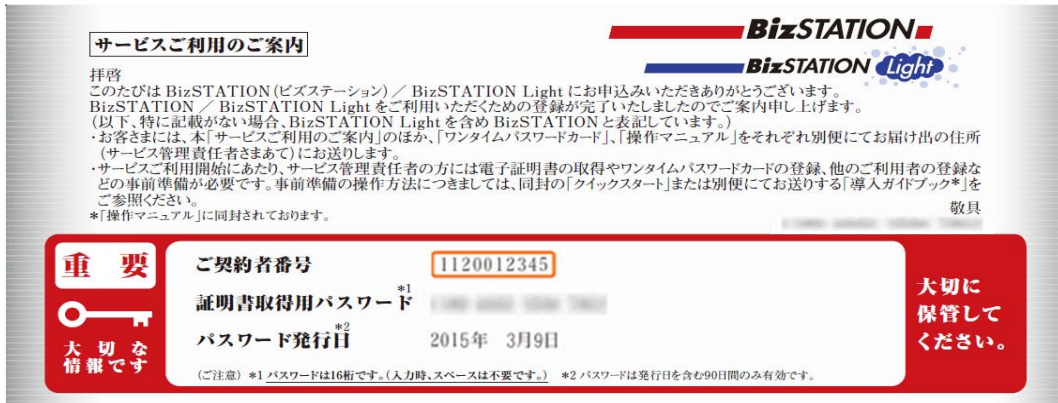 サービスご利用のご案内
BizSTATION
BizSTATION Light
拝啓
このたびは BizSTATION(ビズステーション)/ BizSTATION Light にお申込みいただきありがとうございます。
BizSTATION / BizSTATION Light をご利用いただくための登録が完了いたしましたのでご案内申し上げます。
(以下、特に記載がない場合、BizSTATION Lightを含め BizSTATIONと表記しています。)
・お客さまには、本「サービスご利用のご案内」のほか、「ワンタイムパスワードカード」、「操作マニュアル」をそれぞれ別便にてお届け出の住所
(サービス管理責任者さまあて)にお送りします。
・サービスご利用開始にあたり、サービス管理責任者の方には電子証明書の取得やワンタイムパスワードカードの登録、他のご利用者の登録な
どの事前準備が必要です。事前準備の操作方法につきましては、同封の「クイックスタート」または別便にてお送りする「導入ガイドブック*」を
ご参照ください。
*「操作マニュアル」に同封されております。
敬具
重 要
大 切 な
情報です
ご契約者番号 1120012345
証明書取得用パスワード*1
パスワード発行日*2 2015年 3月9日
(ご注意) *1 パスワードは16桁です。(入力時、スペースは不要です。) *2 パスワードは発行日を含む90日間のみ有効です。
大切に
保管して
ください。